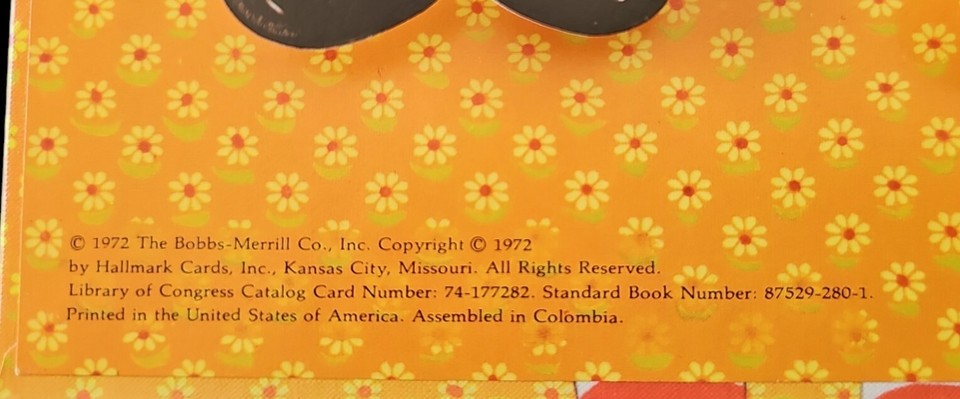 © 1972 The Bobbs-Merrill Co., Inc. Copyright © 1972
by Hallmark Cards, Inc., Kansas City, Missouri. All Rights Reserved.
Library of Congress Catalog Card Number: 74-177282. Standard Book Number: 87529-280-1.
Printed in the United States of America. Assembled in Colombia.